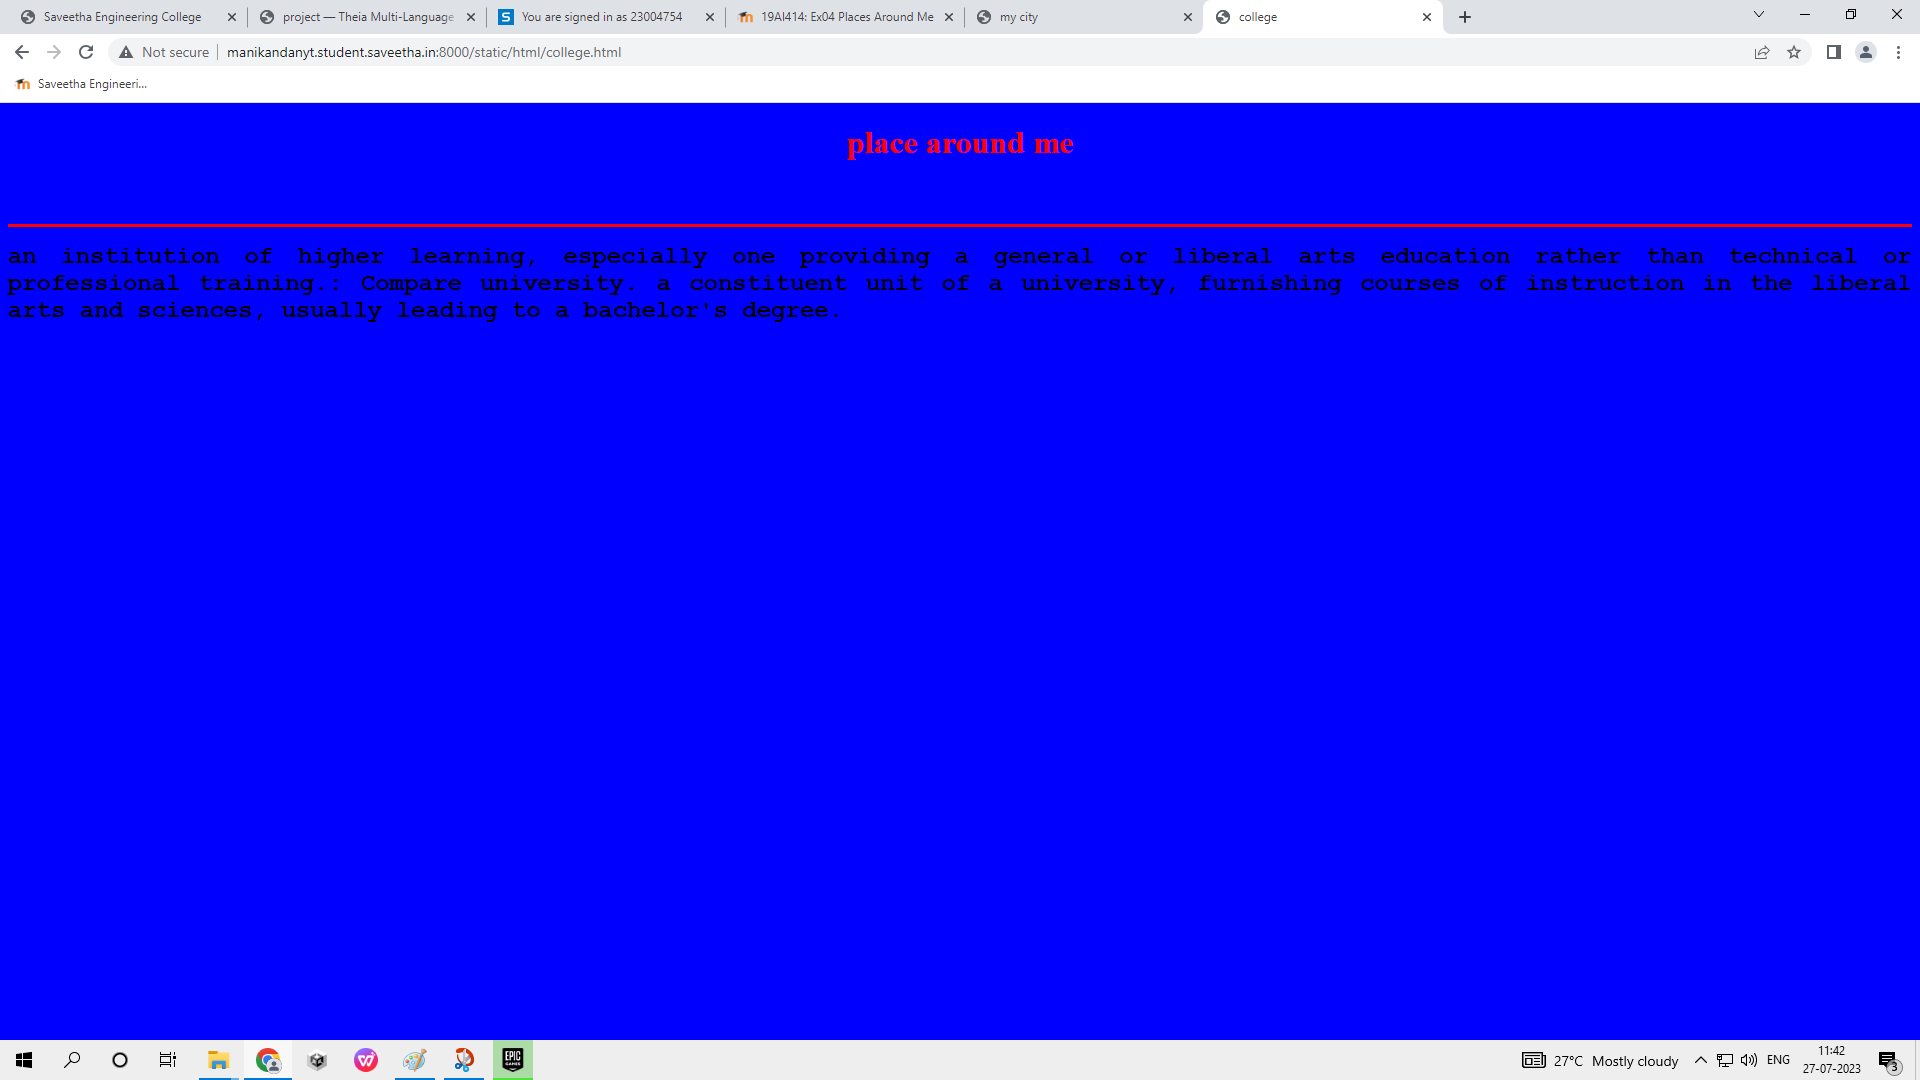 Saveetha Engineering College
project — Theia Multi-Language
You are signed in as 23004754
19AI414: Ex04 Places Around Me
my city
college
Not secure
manikandanyt.student.saveetha.in:8000/static/html/college.html
Saveetha Engineeri...
place around me
an institution of higher learning, especially one providing a general or liberal arts education rather than technical or
professional training.: Compare university. a constituent unit of a university, furnishing courses of instruction in the liberal
arts and sciences, usually leading to a bachelor's degree.
EPIC
GAMES
27°C Mostly cloudy
ENG
11:42
27-07-2023
3